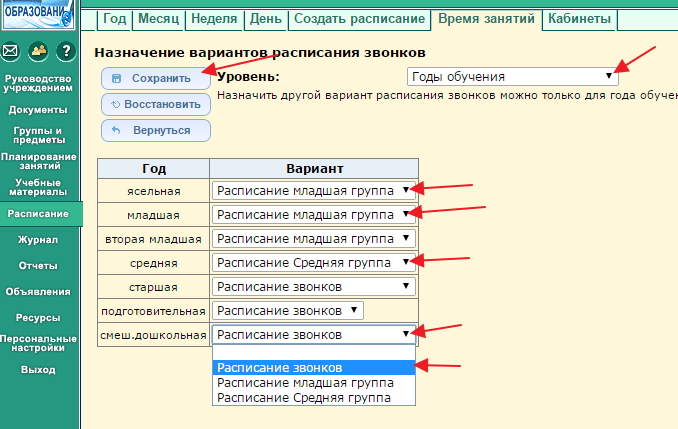 ОБРАЗОВАНИ
Год Месяц Неделя День Создать расписание Время занятий Кабинеты
Назначение вариантов расписания звонков
Сохранить
Уровень: Годы обучения
Назначить другой вариант расписания звонков можно только для года обучен
Восстановить
Вернуться
Руководство
учреждением
Документы
Группы и
предметы
Планирование
занятий
Учебные
материалы
Расписание
Журнал
Отчеты
Объявления
Ресурсы
Персональные
настройки
Выход
Год Вариант
ясельная Расписание младшая группа
младшая Расписание младшая группа
вторая младшая Расписание младшая группа
средняя Расписание Средняя группа
старшая Расписание звонков
подготовительная Расписание звонков
смеш.дошкольная Расписание звонков
Расписание звонков
Расписание младшая группа
Расписание Средняя группа